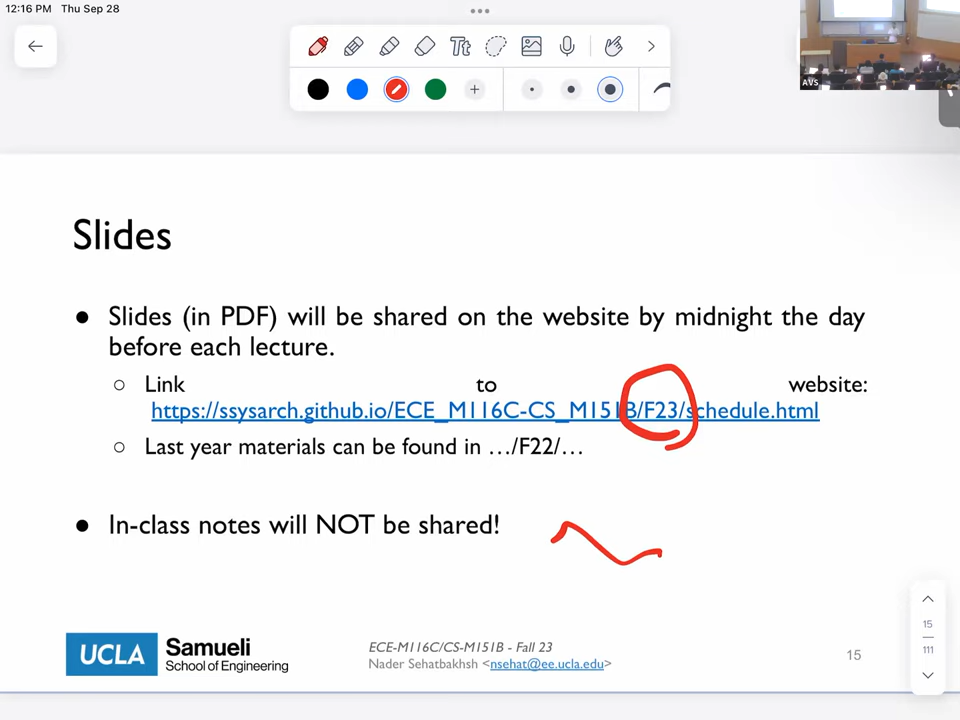 12:16 PM Thu Sep 28
Tt
AVS
Slides
● Slides (in PDF) will be shared on the website by midnight the day
before each lecture.
○ Link to website:
https://ssysarch.github.io/ECE_M116C-CS_M151B/F23/schedule.html
○ Last year materials can be found in …/F22/…
● In-class notes will NOT be shared!
UCLA Samueli
School of Engineering
ECE-M116C/CS-M151B - Fall 23
Nader Sehatbakhsh <nsehat@ee.ucla.edu>
15
15
111